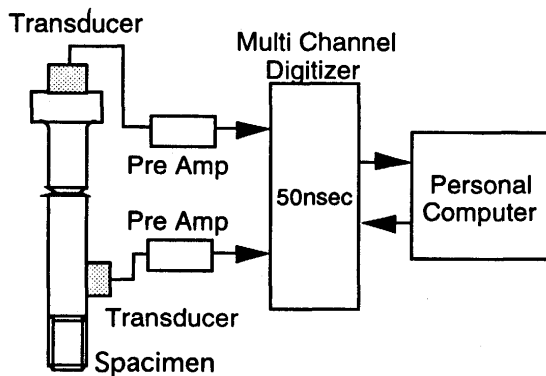 Transducer
Multi Channel
Digitizer
Pre Amp
50nsec
Personal
Computer
Pre Amp
Transducer
Spacimen